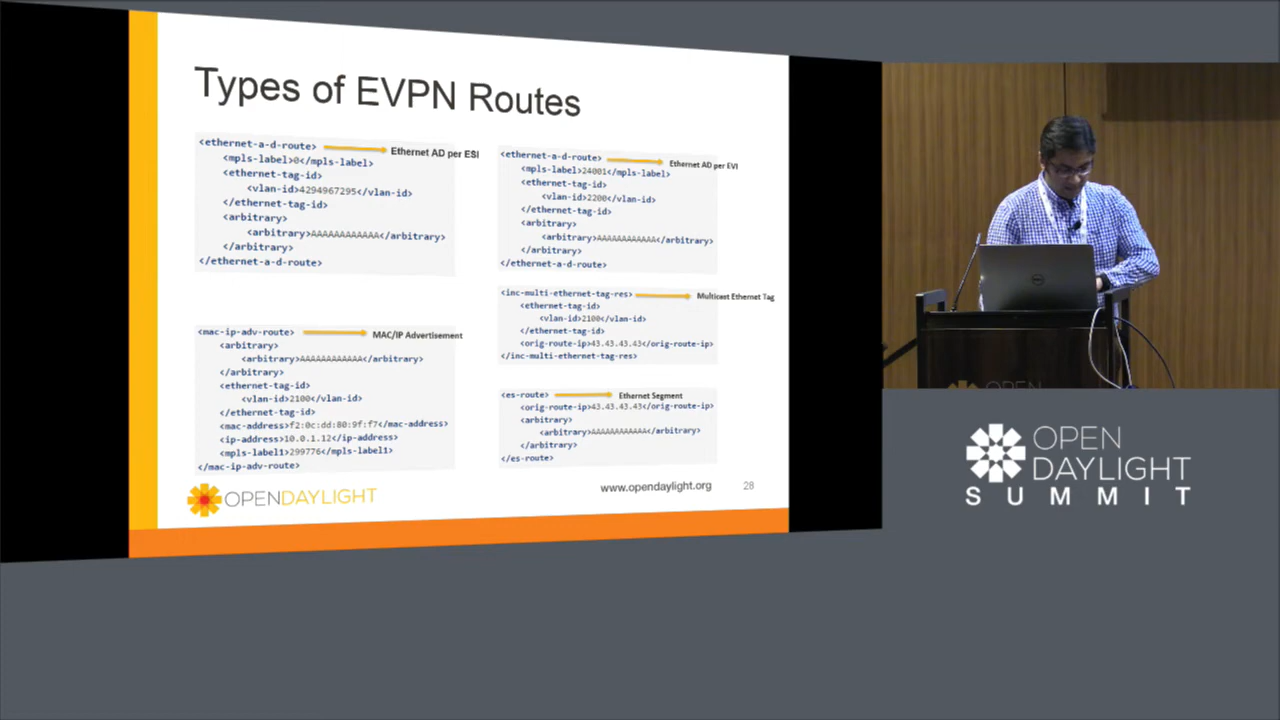 Types of EVPN Routes
<ethernet-a-d-route>
Ethernet AD per ESI
<mpls-label>0</mpls-label>
<ethernet-tag-id>
<vlan-id>4294967295</vlan-id>
</ethernet-tag-id>
<arbitrary>
<arbitrary>AAAAAAAAAAAA</arbitrary>
</arbitrary>
</ethernet-a-d-route>
<ethernet-a-d-route>
Ethernet AD per EVI
<mpls-label>24001</mpls-label>
<ethernet-tag-id>
<vlan-id>2200</vlan-id>
</ethernet-tag-id>
<arbitrary>
<arbitrary>AAAAAAAAAAAA</arbitrary>
</arbitrary>
</ethernet-a-d-route>
<inc-multi-ethernet-tag-res>
Multicast Ethernet Tag
<ethernet-tag-id>
<vlan-id>2100</vlan-id>
</ethernet-tag-id>
<orig-route-ip>43.43.43.43</orig-route-ip>
</inc-multi-ethernet-tag-res>
<mac-ip-adv-route>
MAC/IP Advertisement
<arbitrary>
<arbitrary>AAAAAAAAAAAA</arbitrary>
</arbitrary>
<ethernet-tag-id>
<vlan-id>2100</vlan-id>
</ethernet-tag-id>
<mac-address>f2:0c:dd:80:9f:f7</mac-address>
<ip-address>10.0.1.12</ip-address>
<mpls-label1>299776</mpls-label1>
</mac-ip-adv-route>
<es-route>
Ethernet Segment
<orig-route-ip>43.43.43.43</orig-route-ip>
<arbitrary>
<arbitrary>AAAAAAAAAAAA</arbitrary>
</arbitrary>
</es-route>
OPENDAYLIGHT
www.opendaylight.org
28
DELL
OPEN
OPEN
DAYLIGHT
SUMMIT